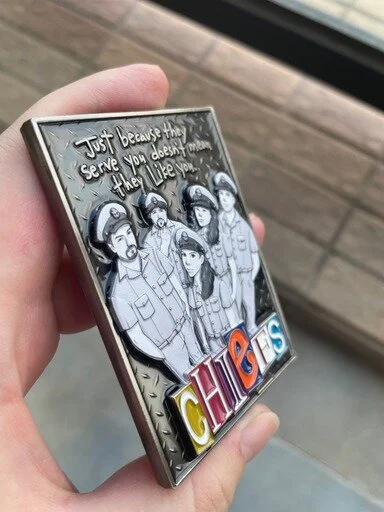 Just because they
serve you doesn't mean
they like you.
CHIEFS